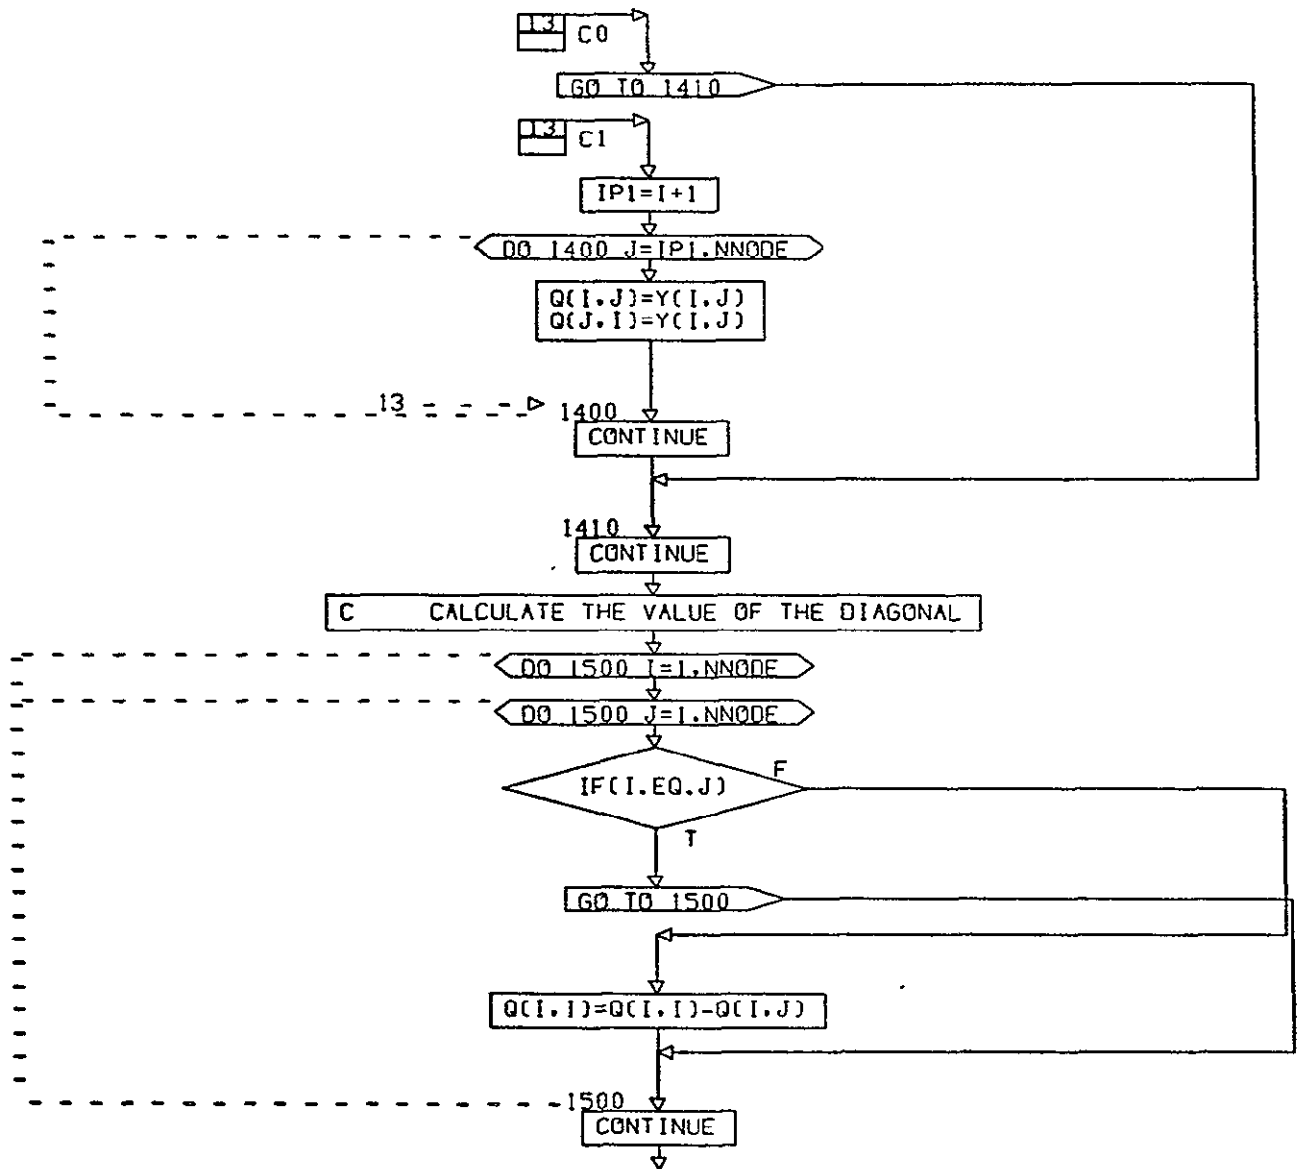 13
C0
GO TO 1410
13
C1
IP1=I+1
DO 1400 J=IP1.NNODE
Q(I.J)=Y(I.J)
Q(J.I)=Y(I.J)
13
1400
CONTINUE
1410
CONTINUE
C CALCULATE THE VALUE OF THE DIAGONAL
DO 1500 I=1.NNODE
DO 1500 J=1.NNODE
F
IF(I.EQ.J)
T
GO TO 1500
Q(I.I)=Q(I.I)-Q(I.J)
1500
CONTINUE